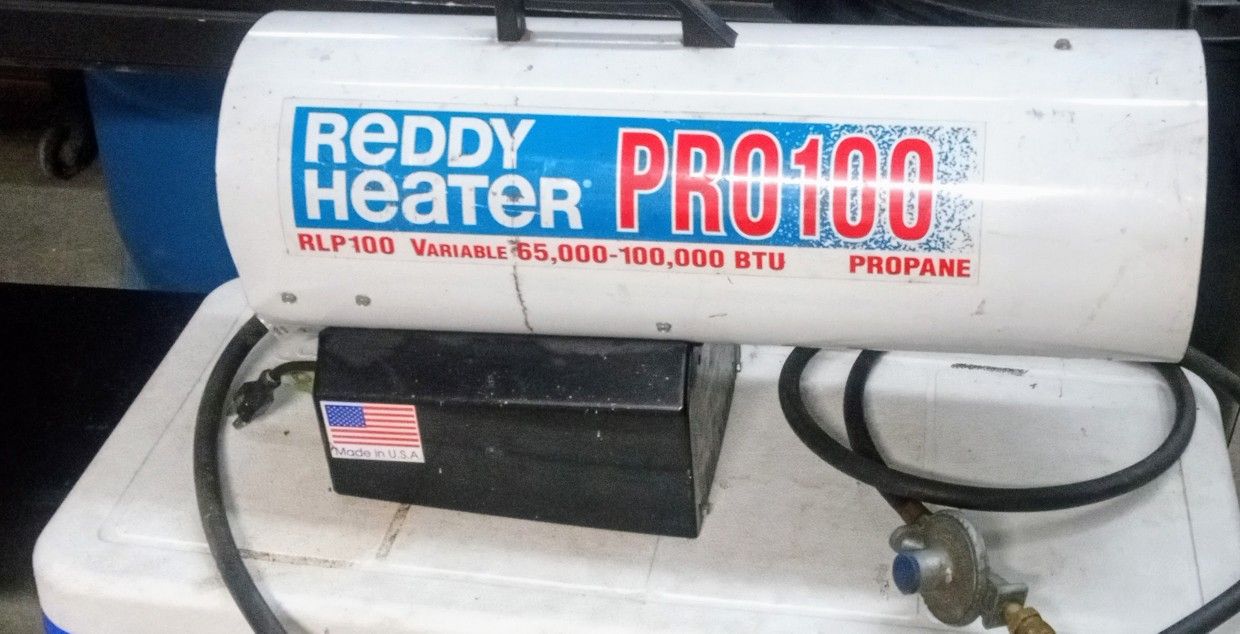 REDDY
HEATER®
PRO100
RLP100 VARIABLE 65,000-100,000 BTU PROPANE
Made in U.S.A